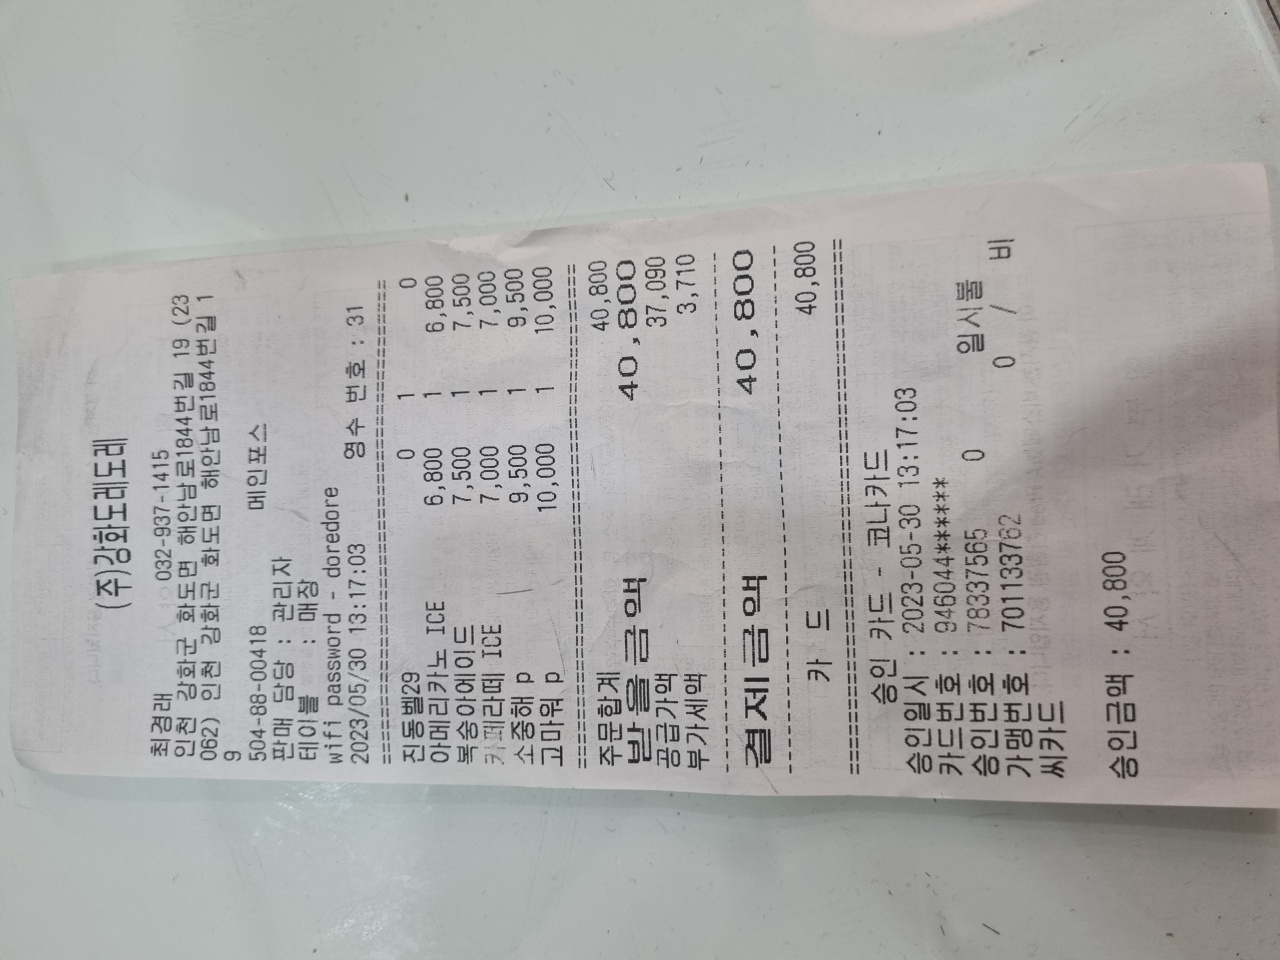 (주)강화도레도레
최경래 032-937-1415
인천 강화군 화도면 해안남로1844번길 19 (23
062) 인천 강화군 화도면 해안남로1844번길 1
9
504-88-00418 메인포스
판매 담당 : 관리자
테이블 : 매장
wifi password - doredore
2023/05/30 13:17:03 영수 번호 : 31
진동벨29 0 1 0
아메리카노 ICE 6,800 1 6,800
복숭아에이드 7,500 1 7,500
카페라떼 ICE 7,000 1 7,000
소중해 p 9,500 1 9,500
고마워 p 10,000 1 10,000
주문합계 40,800
받을금액 40,800
공급가액 37,090
부가세액 3,710
결제금액 40,800
카 드 40,800
승인 카드 - 코나카드
승인일시 : 2023-05-30 13:17:03
카드번호 : 946044******
승인번호 : 78337565 0 일시불
가맹번호 : 701133762 0 / 비
씨카드
승인금액 : 40,800